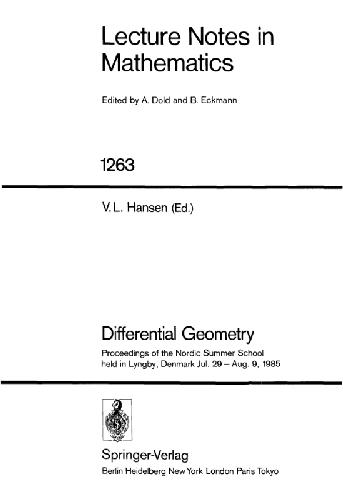 Lecture Notes in
Mathematics
Edited by A. Dold and B. Eckmann
1263
V. L. Hansen (Ed.)
Differential Geometry
Proceedings of the Nordic Summer School
held in Lyngby, Denmark Jul. 29 – Aug. 9, 1985
Springer-Verlag
Berlin Heidelberg New York London Paris Tokyo